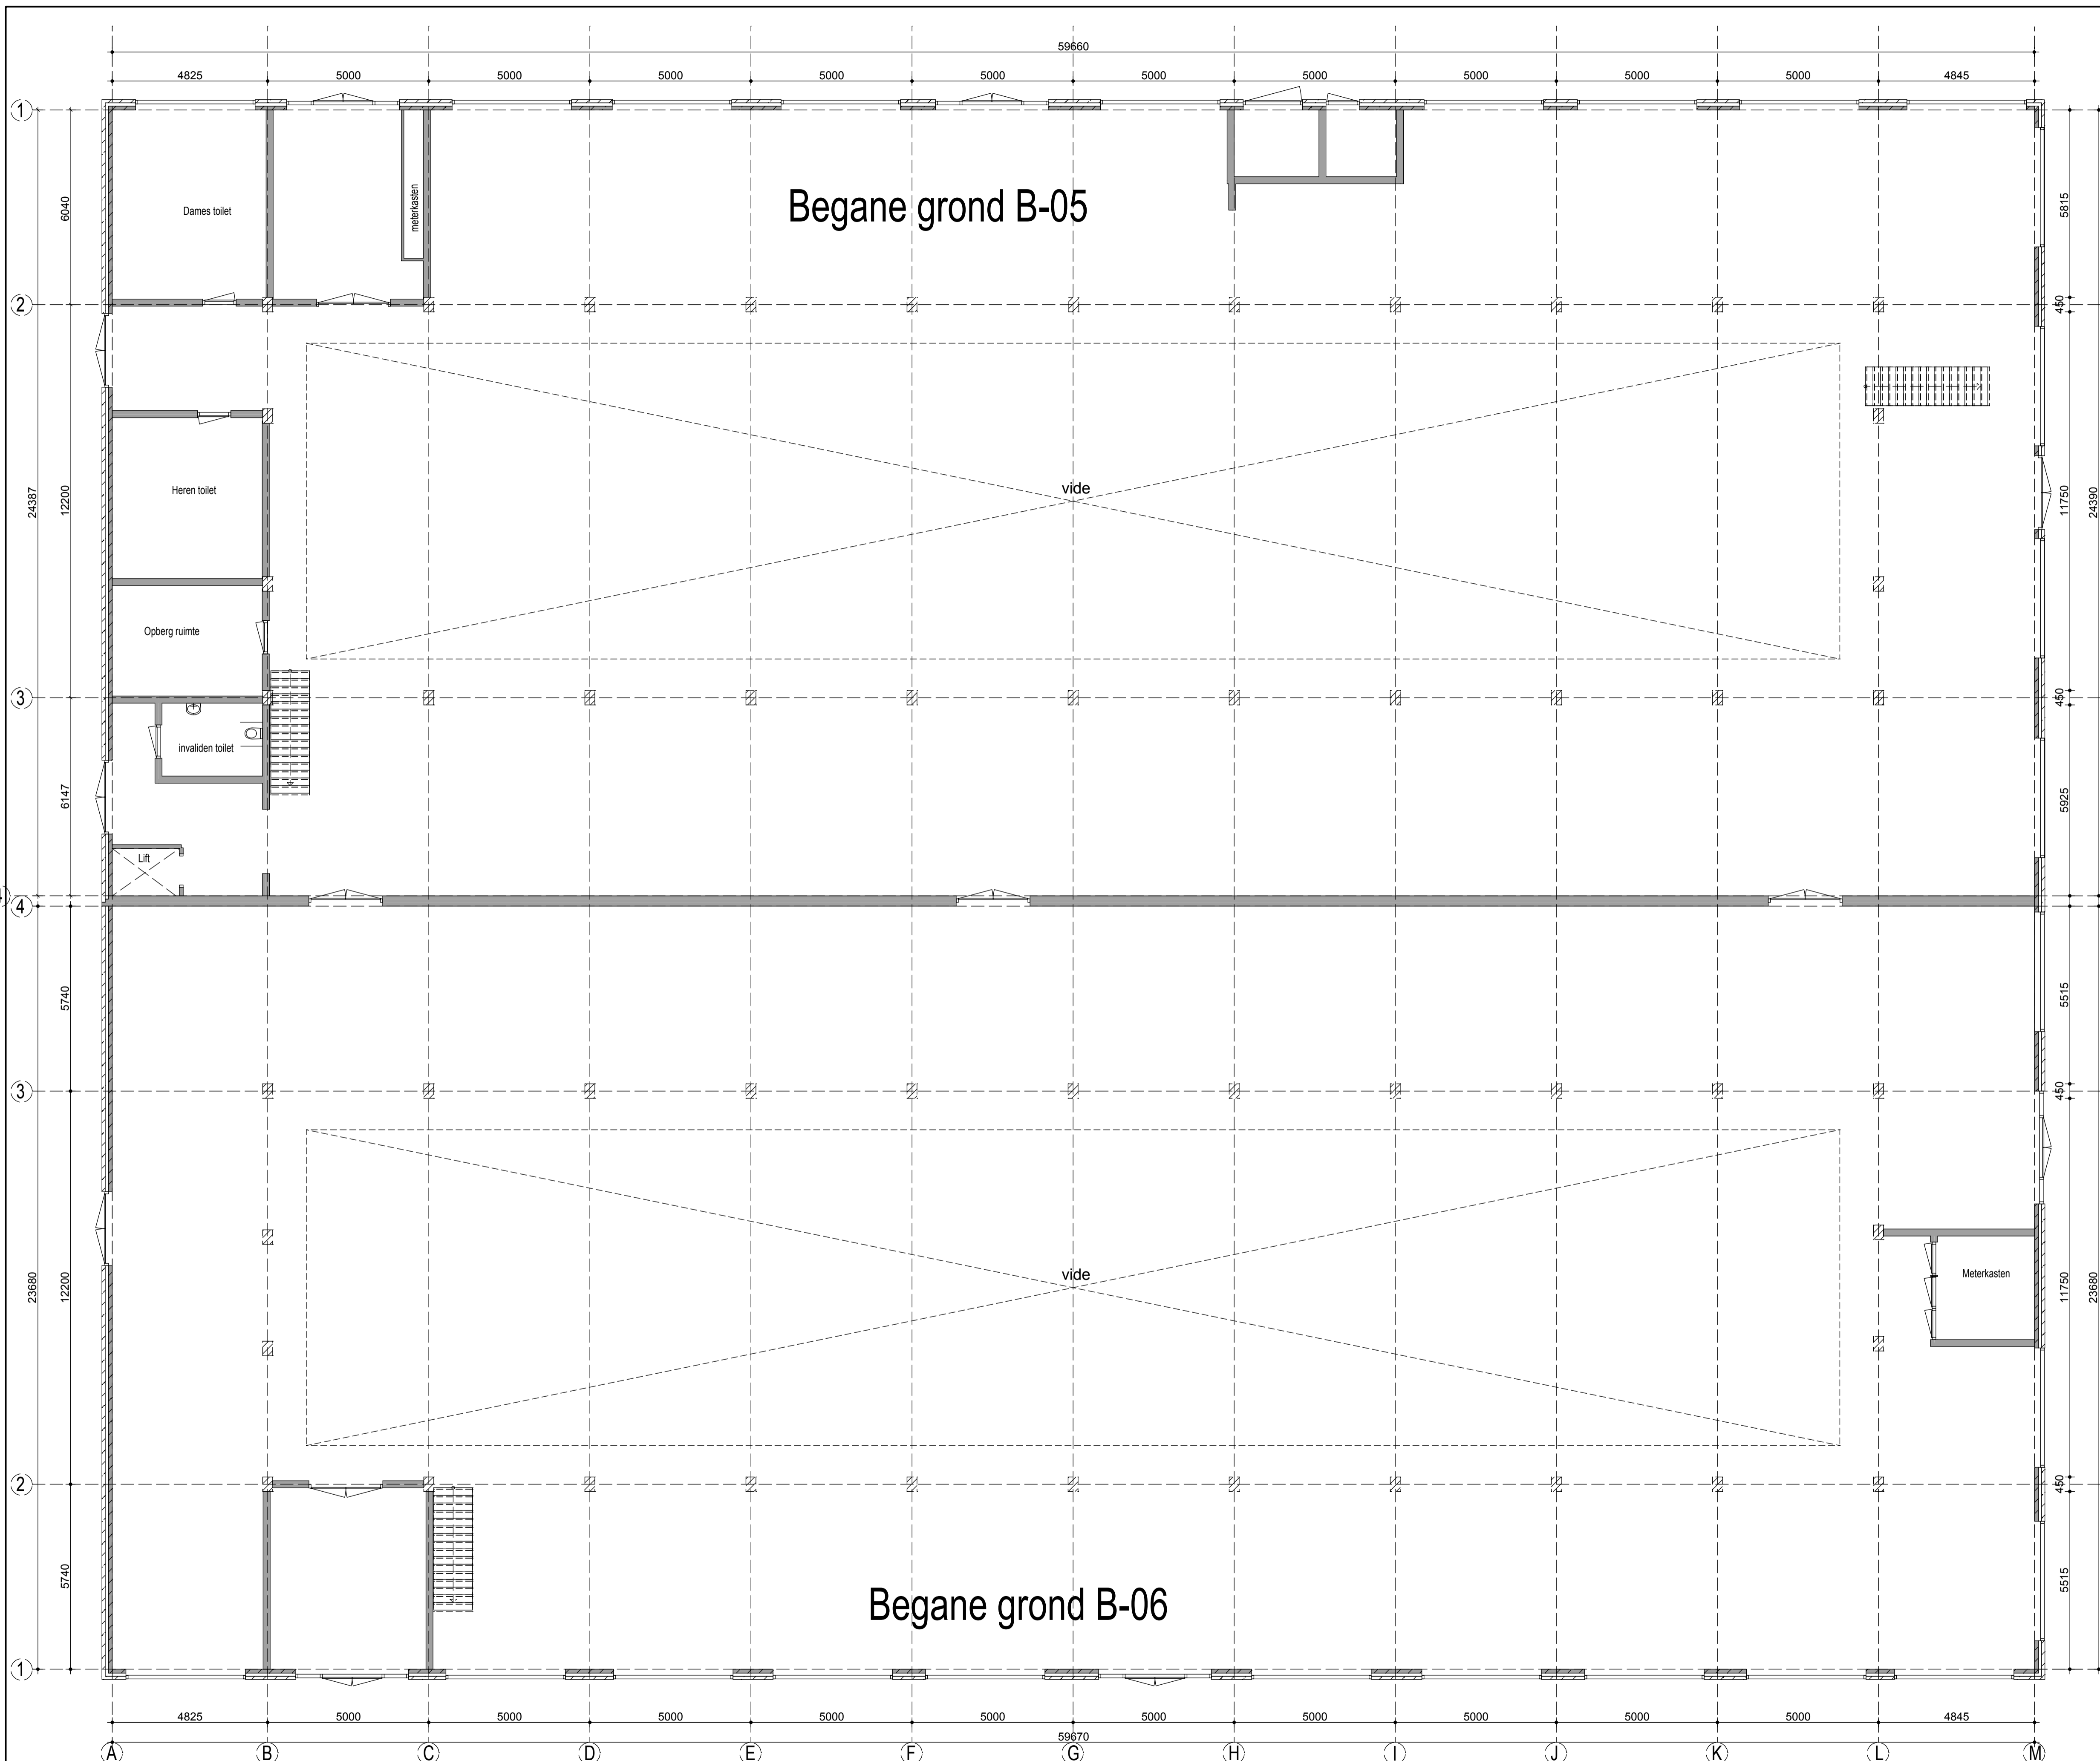 59660
4825 5000 5000 5000 5000 5000 5000 5000 5000 5000 5000 4845
1
6040
Dames toilet
meterkasten
Begane grond B-05
5815
2
450
24387
12200
Heren toilet
vide
11750
24390
Opberg ruimte
3
450
invaliden toilet
6147
5925
Lift
4
5740
5515
3
450
23680
12200
vide
Meterkasten
11750
23680
2
450
5740
Begane grond B-06
5515
1
4825 5000 5000 5000 5000 5000 5000 5000 5000 5000 5000 4845
59670
A B C D E F G H I J K L M